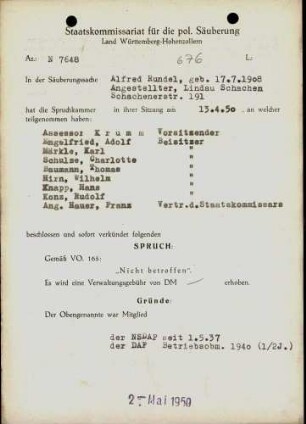 Staatskommissariat für die pol. Säuberung
Land Württemberg-Hohenzollern
Az.: N 7648 676 L:
In der Säuberungssache Alfred Rundel, geb. 17.7.1908
Angestellter, Lindau Schachen
Schachenerstr. 191
hat die Spruchkammer in ihrer Sitzung am 13.4.50 , an welcher
teilgenommen haben:
Assessor K r u m m Vorsitzender
Engelfried, Adolf Beisitzer
Märkle, Karl "
Schulze, Charlotte "
Baumann, Thomas "
Hirn, Wilhelm "
Knapp, Hans "
Kons, Rudolf "
Ang. Hauer, Franz Vertr.d.Staatskommissars
beschlossen und sofort verkündet folgenden
SPRUCH:
Gemäß VO. 165:
„Nicht betroffen".
Es wird eine Verwaltungsgebühr von DM — erhoben.
Gründe:
Der Obengenannte war Mitglied
der NSDAP seit 1.5.37
der DAF Betriebsobm. 1940 (1/2J.)
Mai 1950